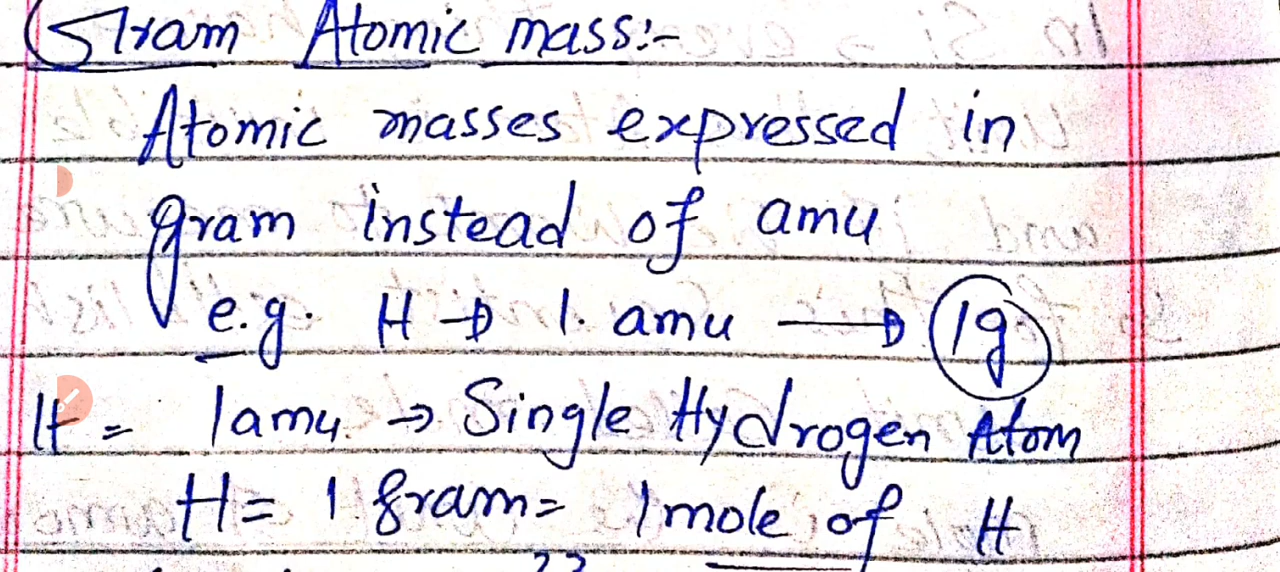 Gram Atomic mass:-
Atomic masses expressed in
gram instead of amu
e.g. H → 1. amu → 1g
H = 1amu → Single Hydrogen Atom
H = 1 gram = 1 mole of H
23